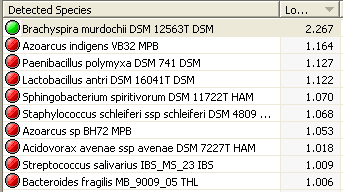 Detected Species Lo...
Brachyspira murdochii DSM 12563T DSM 2.267
Azoarcus indigens VB32 MPB 1.164
Paenibacillus polymyxa DSM 741 DSM 1.127
Lactobacillus antri DSM 16041T DSM 1.122
Sphingobacterium spiritivorum DSM 11722T HAM 1.070
Staphylococcus schleiferi ssp schleiferi DSM 4809 ... 1.068
Azoarcus sp BH72 MPB 1.053
Acidovorax avenae ssp avenae DSM 7227T HAM 1.018
Streptococcus salivarius IBS_MS_23 IBS 1.009
Bacteroides fragilis MB_9009_05 THL 1.006